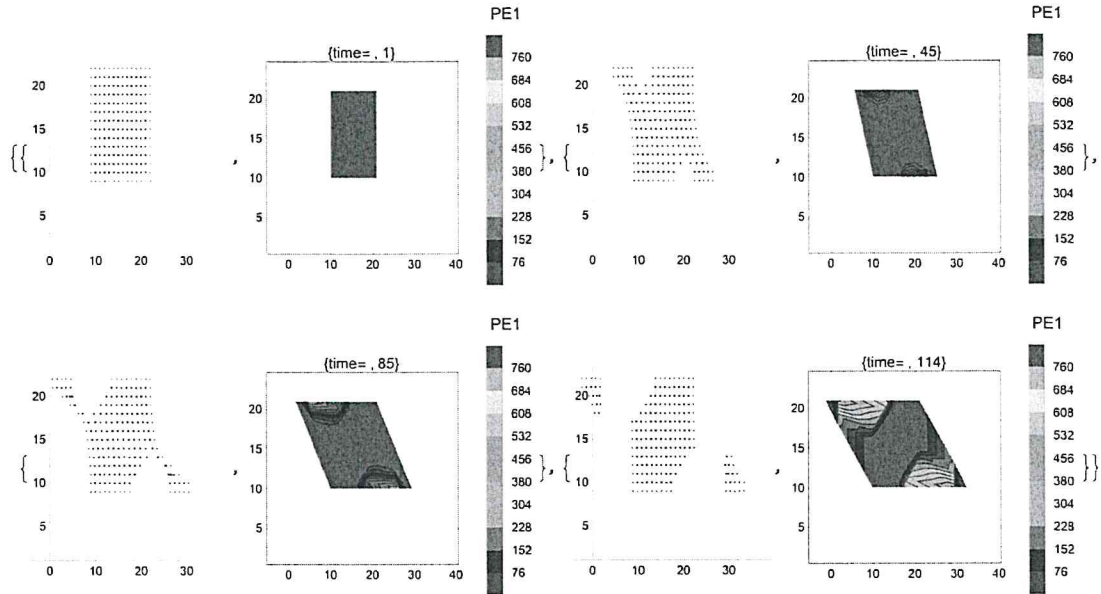 PE1 PE1
{time= , 1} {time= , 45}
{{ 20 15 10 5 0 10 20 30 , 20 15 10 5 0 10 20 30 40 760 684 608 532 456 380 304 228 152 76 }, { 20 15 10 5 0 10 20 30 , 20 15 10 5 0 10 20 30 40 760 684 608 532 456 380 304 228 152 76 },
PE1 PE1
{time= , 85} {time= , 114}
{ 20 15 10 5 0 10 20 30 , 20 15 10 5 0 10 20 30 40 760 684 608 532 456 380 304 228 152 76 }, { 20 15 10 5 0 10 20 30 , 20 15 10 5 0 10 20 30 40 760 684 608 532 456 380 304 228 152 76 }}